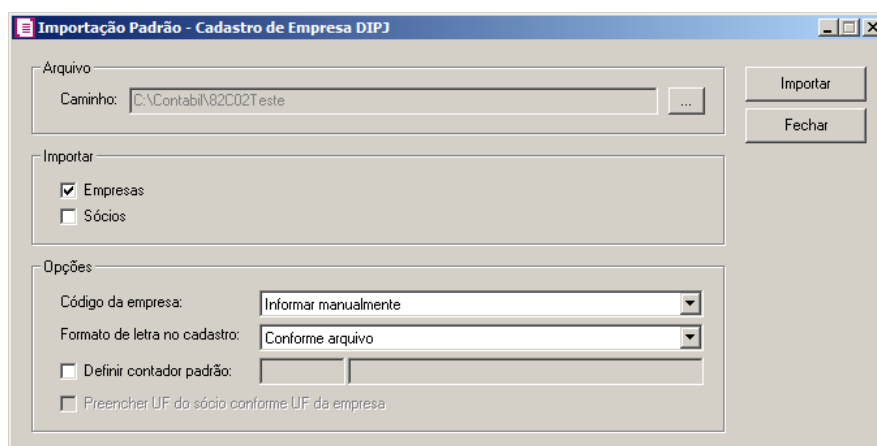 Importação Padrão - Cadastro de Empresa DIPJ
Arquivo
Caminho: C:\Contabil\82C02Teste ...
Importar
Fechar
Importar
Empresas
Sócios
Opções
Código da empresa: Informar manualmente
Formato de letra no cadastro: Conforme arquivo
Definir contador padrão:
Preencher UF do sócio conforme UF da empresa